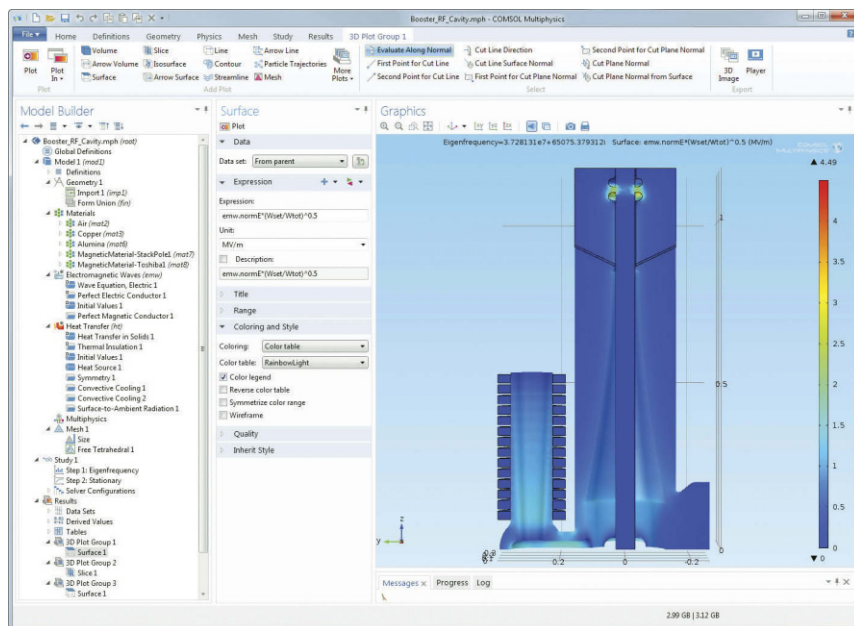 Booster_RF_Cavity.mph - COMSOL Multiphysics
File Home Definitions Geometry Physics Mesh Study Results 3D Plot Group 1
Plot
Plot In
Plot
Volume Slice Line Arrow Line
Arrow Volume Isosurface Contour Particle Trajectories
Surface Arrow Surface Streamline Mesh
More Plots
Add Plot
Evaluate Along Normal Cut Line Direction Second Point for Cut Plane Normal
First Point for Cut Line Cut Line Surface Normal Cut Plane Normal
Second Point for Cut Line First Point for Cut Plane Normal Cut Plane Normal from Surface
Select
3D Image
Player
Export
Model Builder
Booster_RF_Cavity.mph (root)
Global Definitions
Model 1 (mod1)
Definitions
Geometry 1
Import 1 (imp1)
Form Union (fin)
Materials
Air (mat2)
Copper (mat3)
Alumina (mat6)
MagneticMaterial-StackPole1 (mat7)
MagneticMaterial-Toshiba1 (mat8)
Electromagnetic Waves (emw)
Wave Equation, Electric 1
Perfect Electric Conductor 1
Initial Values 1
Perfect Magnetic Conductor 1
Heat Transfer (ht)
Heat Transfer in Solids 1
Thermal Insulation 1
Initial Values 1
Heat Source 1
Symmetry 1
Convective Cooling 1
Convective Cooling 2
Surface-to-Ambient Radiation 1
Multiphysics
Mesh 1
Size
Free Tetrahedral 1
Study 1
Step 1: Eigenfrequency
Step 2: Stationary
Solver Configurations
Results
Data Sets
Derived Values
Tables
3D Plot Group 1
Surface 1
3D Plot Group 2
Slice 1
3D Plot Group 3
Surface 1
Surface
Plot
Data
Data set: From parent
Expression
Expression:
emw.normE*(Wset/Wtot)^0.5
Unit:
MV/m
Description:
emw.normE*(Wset/Wtot)^0.5
Title
Range
Coloring and Style
Coloring: Color table
Color table: RainbowLight
Color legend
Reverse color table
Symmetrize color range
Wireframe
Quality
Inherit Style
Graphics
Eigenfrequency=3.728131e7+65075.379312i Surface: emw.normE*(Wset/Wtot)^0.5 (MV/m)
COMSOL
MULTIPHYSICS
▲ 4.49
4
3.5
3
2.5
2
1.5
1
0.5
0
▼ 0
1
0.5
0
z
y
0.2
0
-0.2
Messages Progress Log
2.99 GB | 3.12 GB